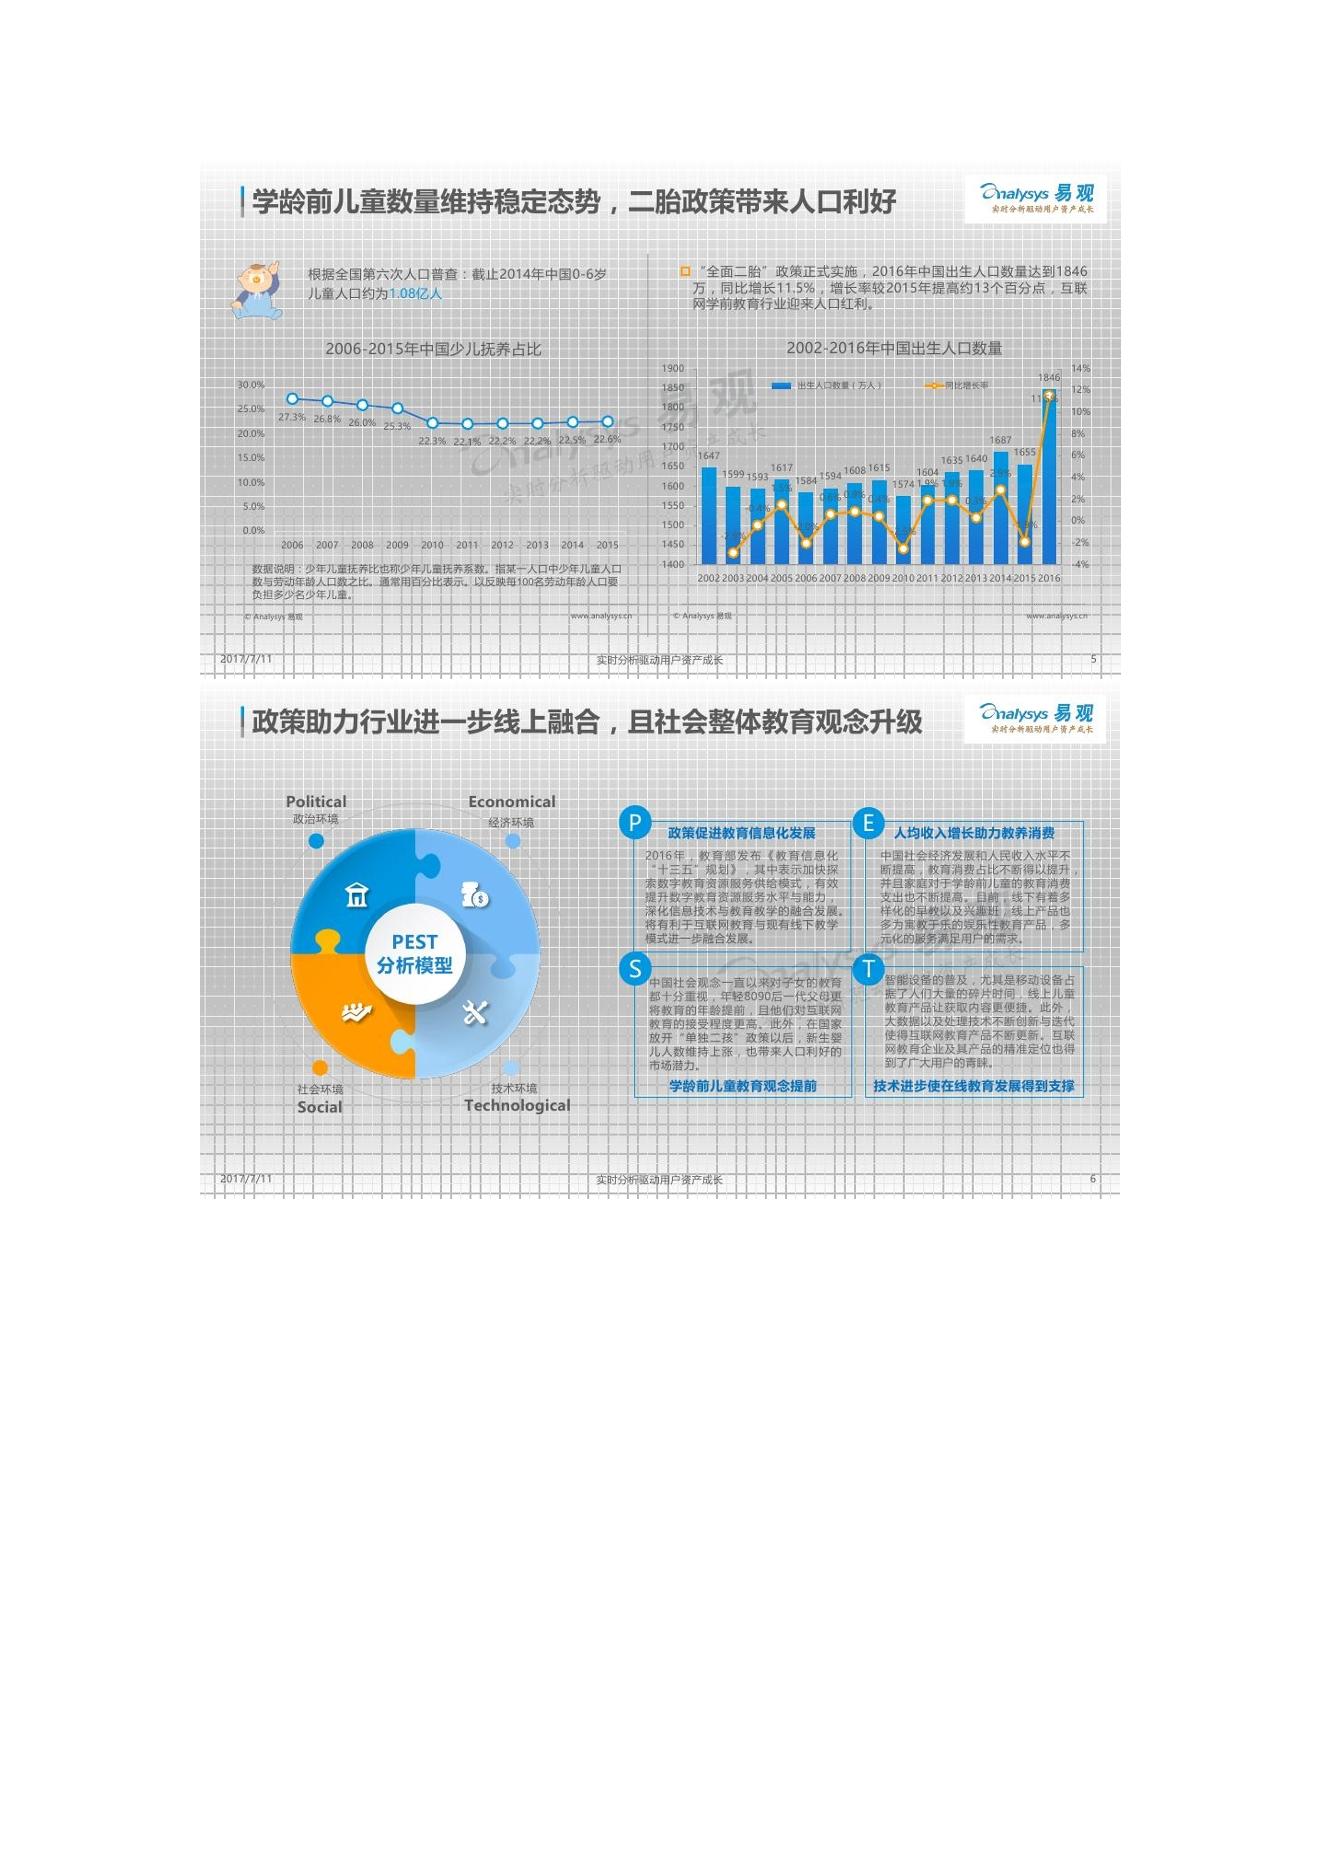 学龄前儿童数量维持稳定态势，二胎政策带来人口利好
Analysys 易观
实时分析驱动用户资产成长
根据全国第六次人口普查：截止2014年中国0-6岁
儿童人口约为1.08亿人
“全面二胎”政策正式实施，2016年中国出生人口数量达到1846
万，同比增长11.5%，增长率较2015年提高约13个百分点，互联
网学前教育行业迎来人口红利。
2006-2015年中国少儿抚养占比
30.0%
25.0%
20.0%
15.0%
10.0%
5.0%
0.0%
27.3% 26.8% 26.0% 25.3% 22.3% 22.1% 22.2% 22.2% 22.5% 22.6%
2006 2007 2008 2009 2010 2011 2012 2013 2014 2015
数据说明：少年儿童抚养比也称少年儿童抚养系数。指某一人口中少年儿童人口
数与劳动年龄人口数之比。通常用百分比表示。以反映每100名劳动年龄人口要
负担多少名少年儿童。
© Analysys 易观
www.analysys.cn
2002-2016年中国出生人口数量
出生人口数量（万人） 同比增长率
1900
1850
1800
1750
1700
1650
1600
1550
1500
1450
1400
14%
12%
10%
8%
6%
4%
2%
0%
-2%
-4%
1647 1599 1593 1617 1584 1594 1608 1615 1574 1604 1635 1640 1687 1655 1846
-0.4% 1.5% 0.6% 0.9% 0.4% 1.9% 1.9% 0.3% 2.9%
2002 2003 2004 2005 2006 2007 2008 2009 2010 2011 2012 2013 2014 2015 2016
© Analysys 易观
www.analysys.cn
Analysys 易观
实时分析驱动用户资产成长
2017/7/11
实时分析驱动用户资产成长
5
政策助力行业进一步线上融合，且社会整体教育观念升级
Analysys 易观
实时分析驱动用户资产成长
Political
政治环境
Economical
经济环境
PEST
分析模型
社会环境
Social
技术环境
Technological
P
政策促进教育信息化发展
2016年，教育部发布《教育信息化
“十三五”规划》，其中表示加快探
索数字教育资源服务供给模式，有效
提升数字教育资源服务水平与能力，
深化信息技术与教育教学的融合发展。
将有利于互联网教育与现有线下教学
模式进一步融合发展。
E
人均收入增长助力教养消费
中国社会经济发展和人民收入水平不
断提高，教育消费占比不断得以提升，
并且家庭对于学龄前儿童的教育消费
支出也不断提高。目前，线下有着多
样化的早教以及兴趣班，线上产品也
多为寓教于乐的娱乐性教育产品，多
元化的服务满足用户的需求。
S
中国社会观念一直以来对子女的教育
都十分重视，年轻8090后一代父母更
将教育的年龄提前，且他们对互联网
教育的接受程度更高。此外，在国家
放开“单独二孩”政策以后，新生婴
儿人数维持上涨，也带来人口利好的
市场潜力。
学龄前儿童教育观念提前
T
智能设备的普及，尤其是移动设备占
据了人们大量的碎片时间，线上儿童
教育产品让获取内容更便捷。此外，
大数据以及处理技术不断创新与迭代
使得互联网教育产品不断更新。互联
网教育企业及其产品的精准定位也得
到了广大用户的青睐。
技术进步使在线教育发展得到支撑
2017/7/11
实时分析驱动用户资产成长
6